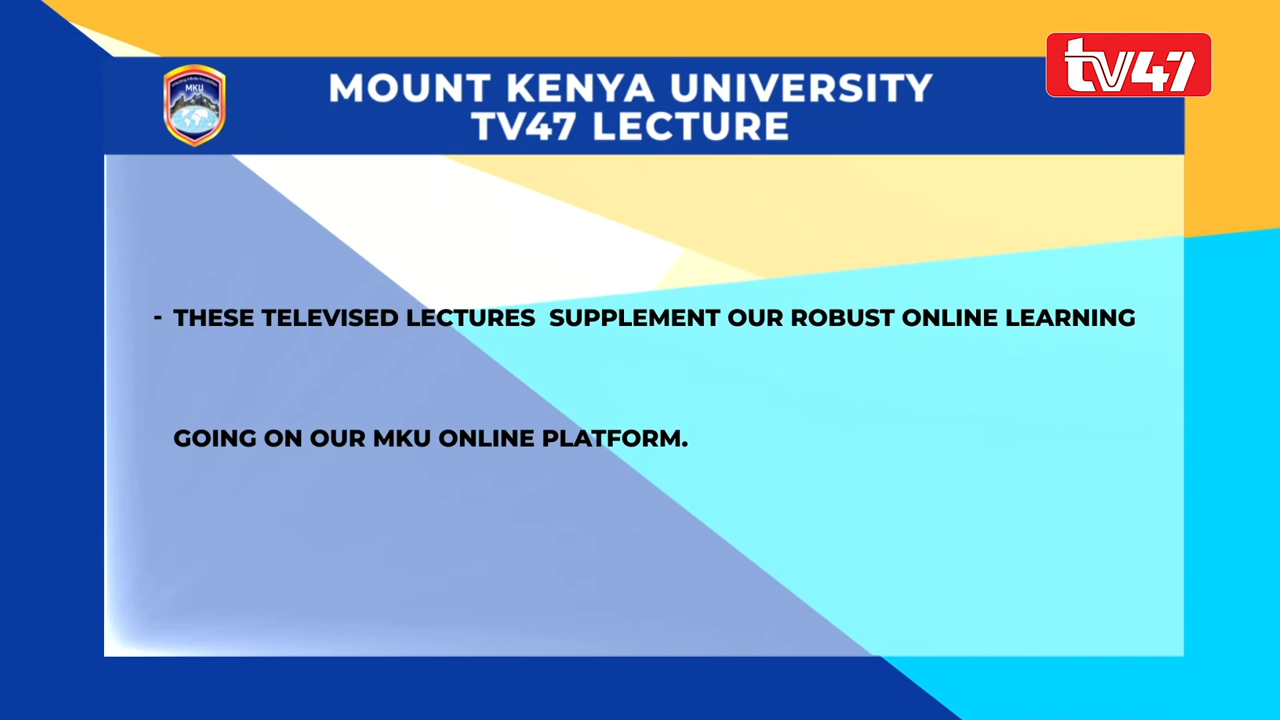 MOUNT KENYA UNIVERSITY
TV47 LECTURE
tv47
MKU
- THESE TELEVISED LECTURES SUPPLEMENT OUR ROBUST ONLINE LEARNING
GOING ON OUR MKU ONLINE PLATFORM.